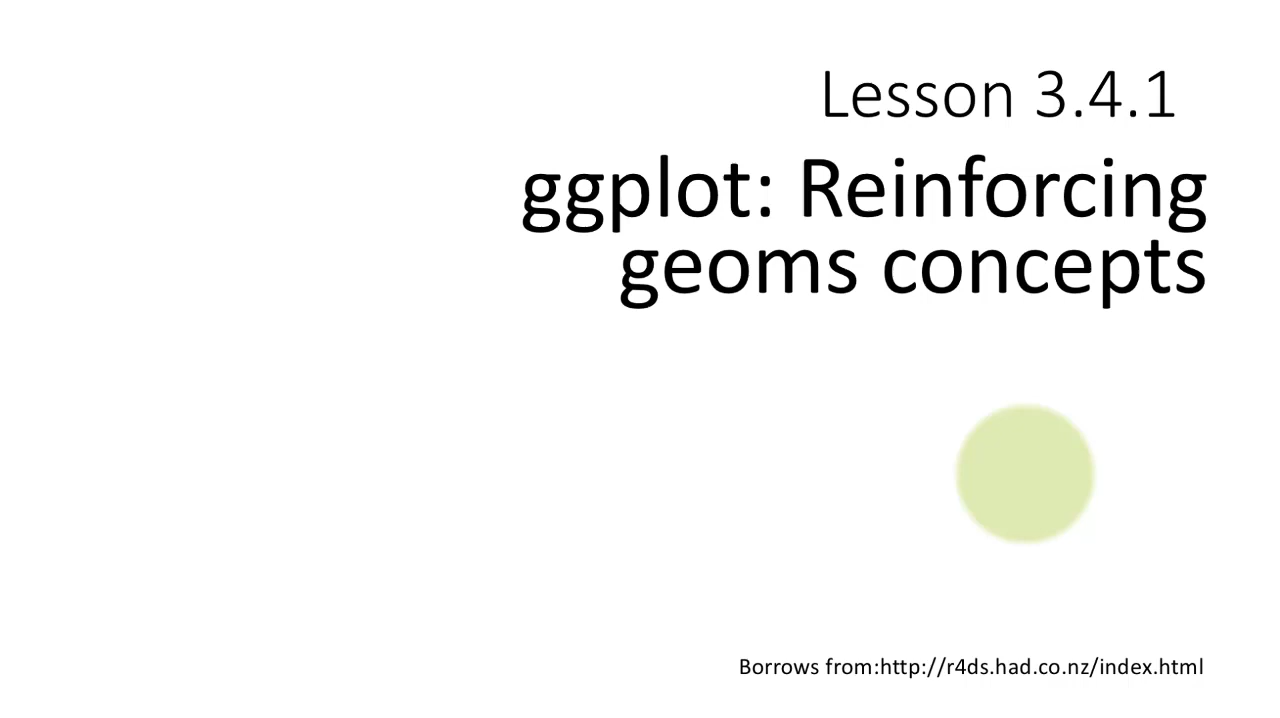 Lesson 3.4.1
ggplot: Reinforcing
geoms concepts
Borrows from:http://r4ds.had.co.nz/index.html